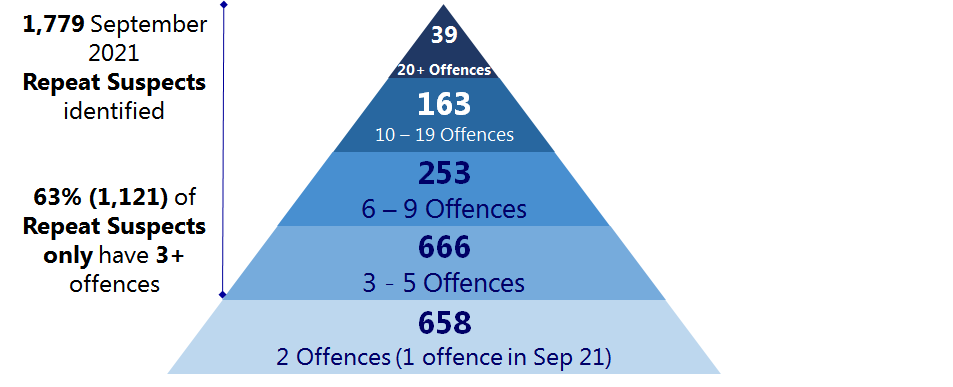 1,779 September
2021
Repeat Suspects
identified
63% (1,121) of
Repeat Suspects
only have 3+
offences
39
20+ Offences
163
10 – 19 Offences
253
6 – 9 Offences
666
3 - 5 Offences
658
2 Offences (1 offence in Sep 21)